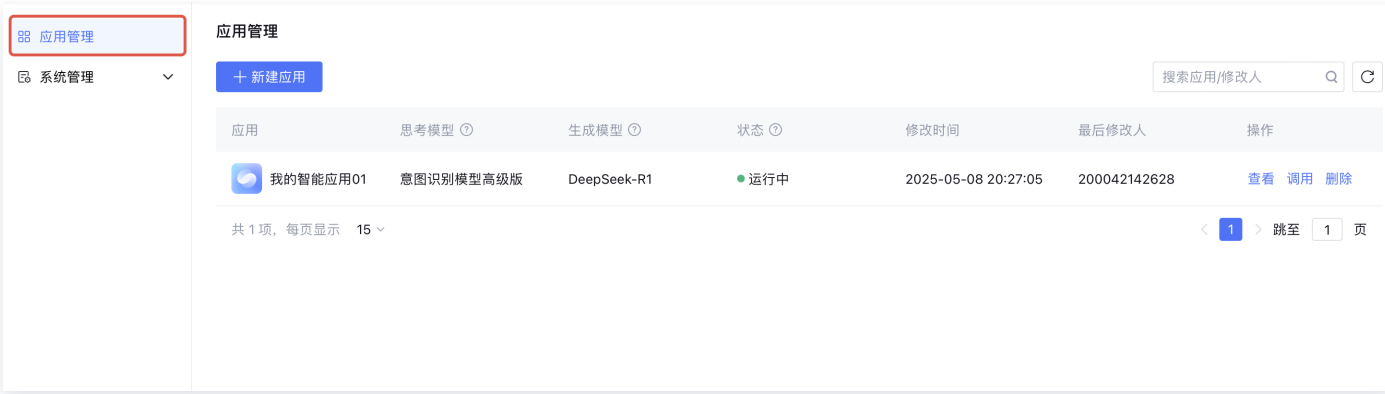 应用管理
系统管理
应用管理
新建应用
搜索应用/修改人
应用 思考模型 生成模型 状态 修改时间 最后修改人 操作
我的智能应用01 意图识别模型高级版 DeepSeek-R1 运行中 2025-05-08 20:27:05 200042142628 查看 调用 删除
共 1 项，每页显示 15 1 跳至 1 页